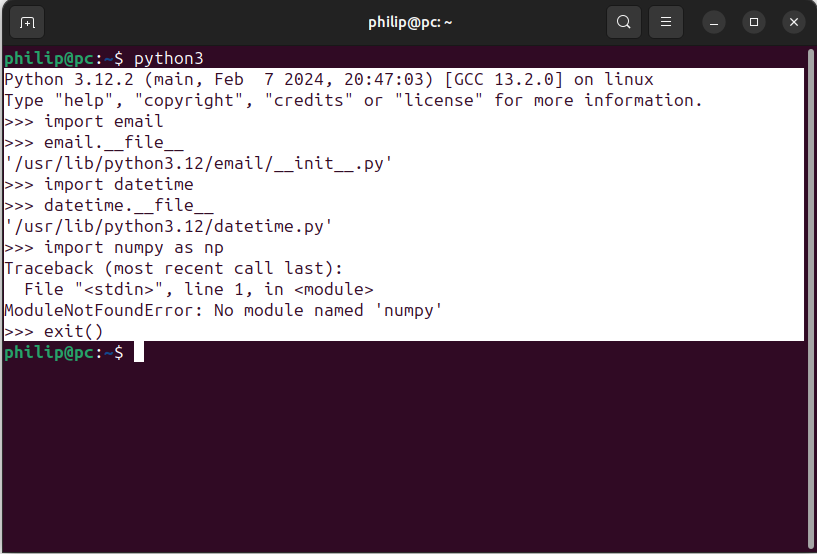 philip@pc: ~
philip@pc:~$ python3
Python 3.12.2 (main, Feb  7 2024, 20:47:03) [GCC 13.2.0] on linux
Type "help", "copyright", "credits" or "license" for more information.
>>> import email
>>> email.__file__
'/usr/lib/python3.12/email/__init__.py'
>>> import datetime
>>> datetime.__file__
'/usr/lib/python3.12/datetime.py'
>>> import numpy as np
Traceback (most recent call last):
  File "<stdin>", line 1, in <module>
ModuleNotFoundError: No module named 'numpy'
>>> exit()
philip@pc:~$